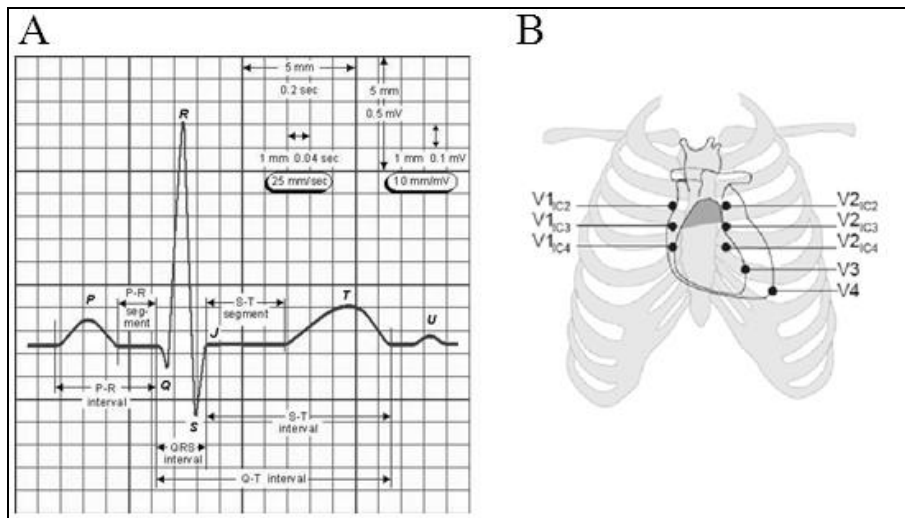 A
B
5 mm
0.2 sec
5 mm
0.5 mV
R
1 mm 0.04 sec
25 mm/sec
1 mm 0.1 mV
10 mm/mV
P
P-R
seg-
ment
S-T
segment
T
J
U
Q
S
P-R
interval
S-T
interval
QRS
interval
Q-T interval
V1IC2
V2IC2
V1IC3
V2IC3
V1IC4
V2IC4
V3
V4